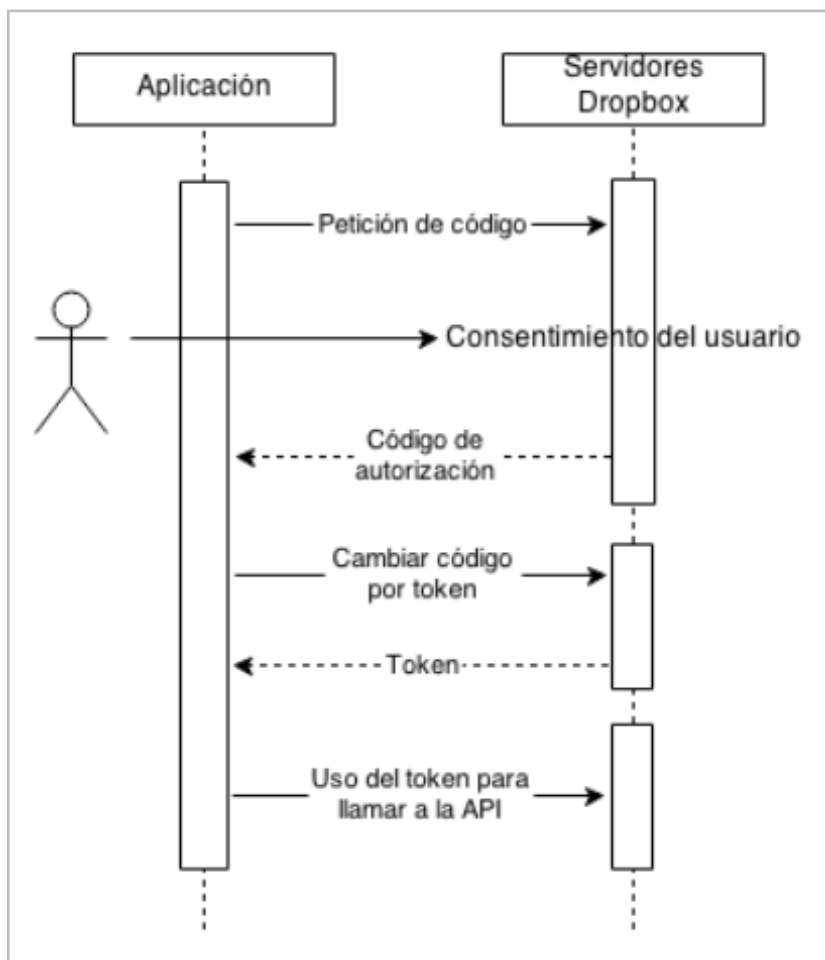 Aplicación
Servidores
Dropbox
Petición de código
Consentimiento del usuario
Código de
autorización
Cambiar código
por token
Token
Uso del token para
llamar a la API